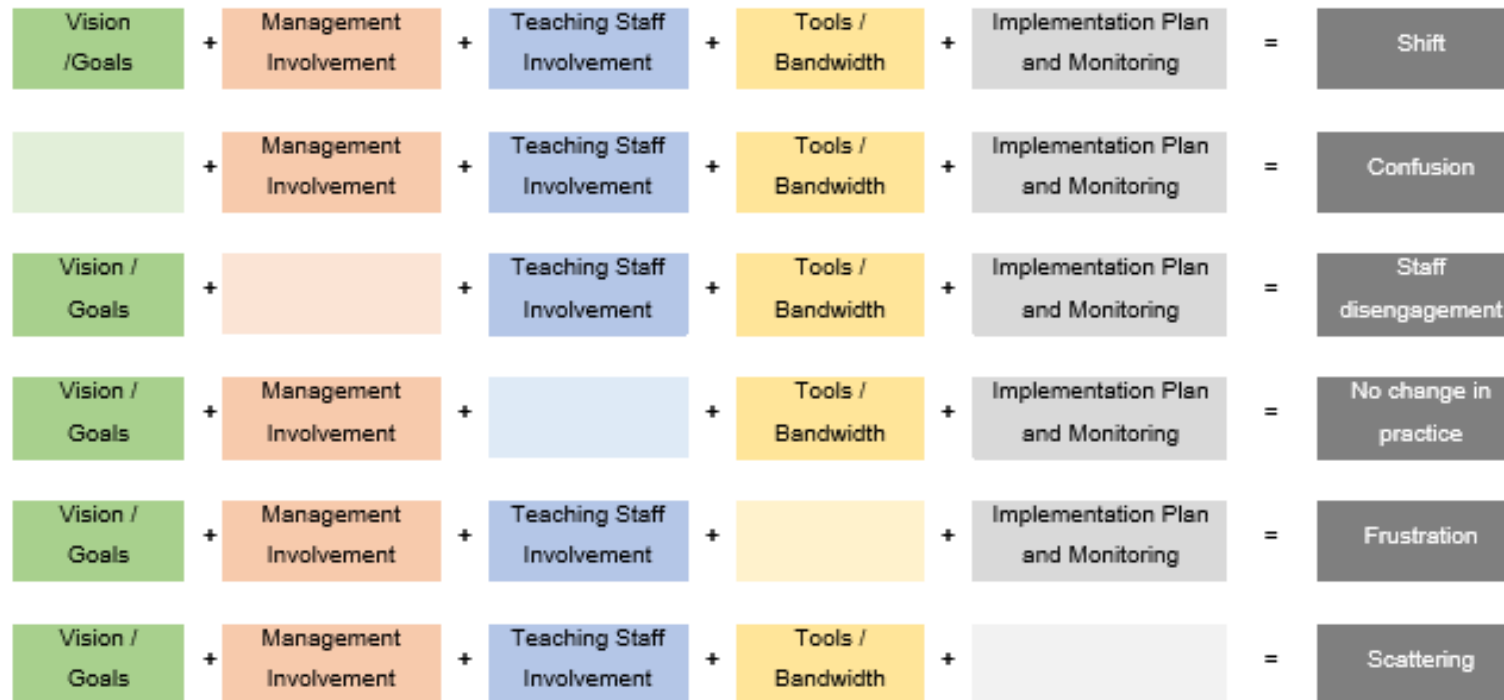 Vision
/Goals
+
Management
Involvement
+
Teaching Staff
Involvement
+
Tools /
Bandwidth
+
Implementation Plan
and Monitoring
=
Shift
+
Management
Involvement
+
Teaching Staff
Involvement
+
Tools /
Bandwidth
+
Implementation Plan
and Monitoring
=
Confusion
Vision /
Goals
+
+
Teaching Staff
Involvement
+
Tools /
Bandwidth
+
Implementation Plan
and Monitoring
=
Staff
disengagement
Vision /
Goals
+
Management
Involvement
+
+
Tools /
Bandwidth
+
Implementation Plan
and Monitoring
=
No change in
practice
Vision /
Goals
+
Management
Involvement
+
Teaching Staff
Involvement
+
+
Implementation Plan
and Monitoring
=
Frustration
Vision /
Goals
+
Management
Involvement
+
Teaching Staff
Involvement
+
Tools /
Bandwidth
+
=
Scattering